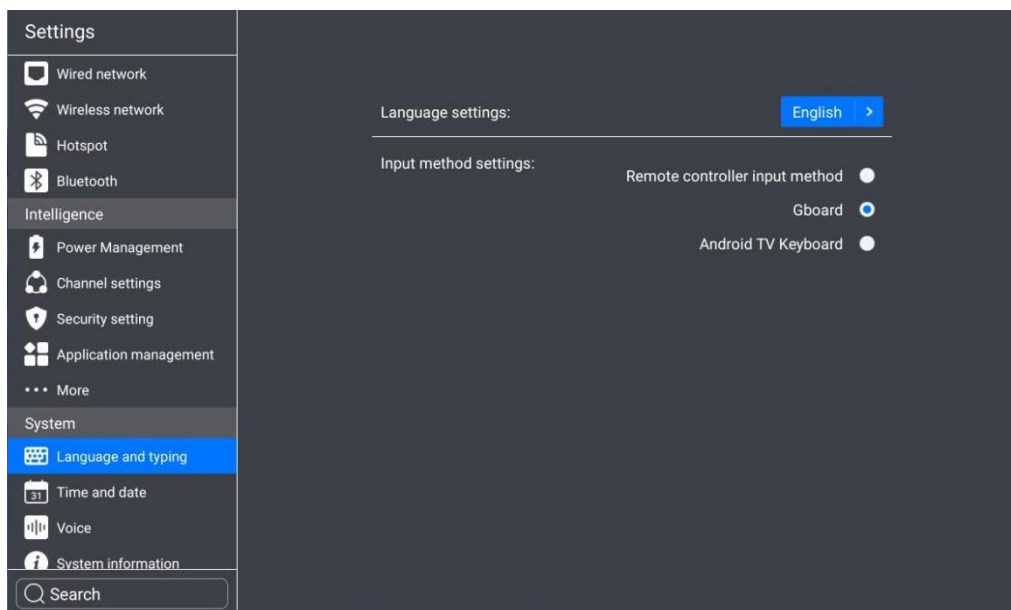 Settings
Wired network
Wireless network
Hotspot
Bluetooth
Intelligence
Power Management
Channel settings
Security setting
Application management
More
System
Language and typing
31 Time and date
Voice
System information
Search
Language settings: English >
Input method settings:
Remote controller input method
Gboard
Android TV Keyboard